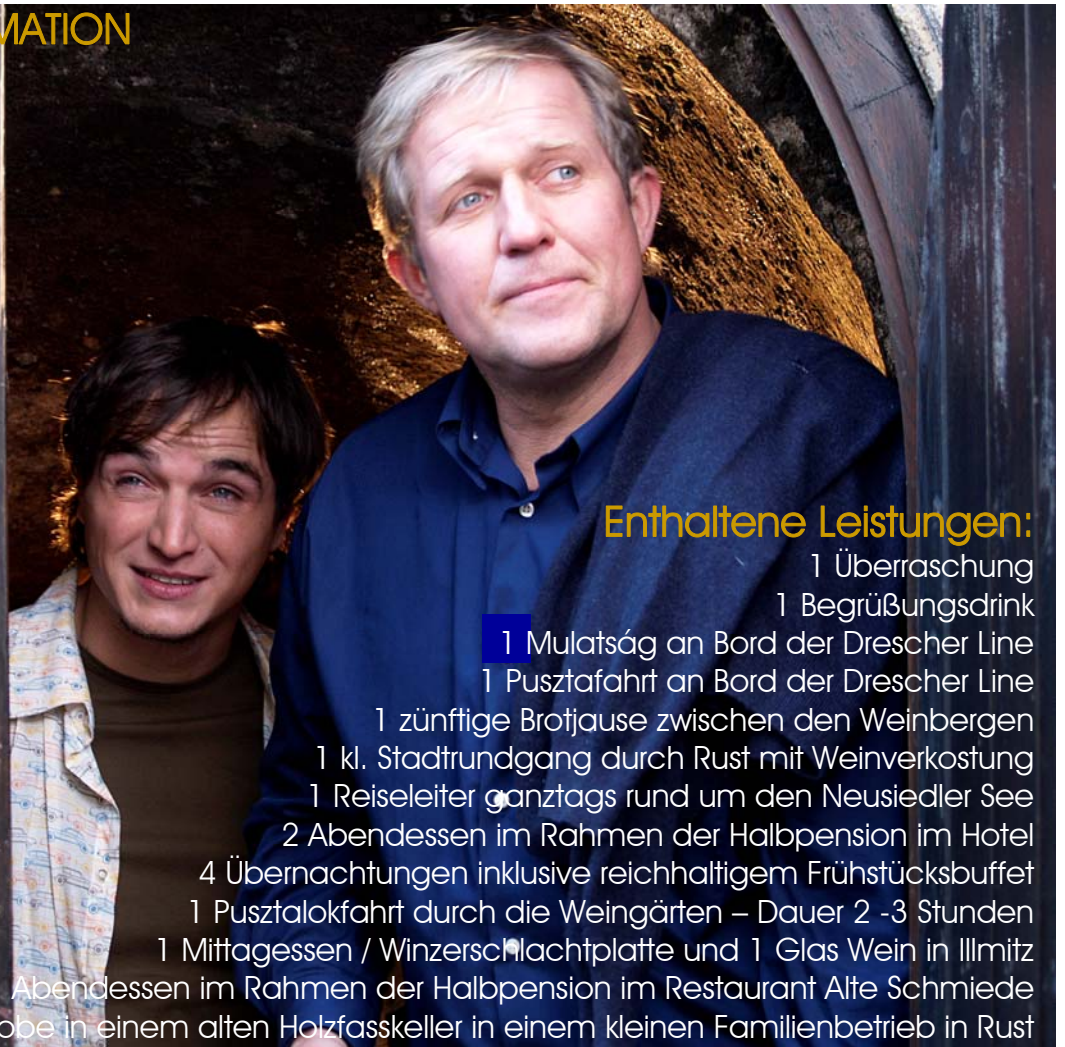 MATION
Enthaltene Leistungen:
1 Überraschung
1 Begrüßungsdrink
1 Mulatság an Bord der Drescher Line
1 Pusztafahrt an Bord der Drescher Line
1 zünftige Brotjause zwischen den Weinbergen
1 kl. Stadtrundgang durch Rust mit Weinverkostung
1 Reiseleiter ganztags rund um den Neusiedler See
2 Abendessen im Rahmen der Halbpension im Hotel
4 Übernachtungen inklusive reichhaltigem Frühstücksbuffet
1 Pusztalokfahrt durch die Weingärten – Dauer 2 -3 Stunden
1 Mittagessen / Winzerschlachtplatte und 1 Glas Wein in Illmitz
Abendessen im Rahmen der Halbpension im Restaurant Alte Schmiede
obe in einem alten Holzfasskeller in einem kleinen Familienbetrieb in Rust